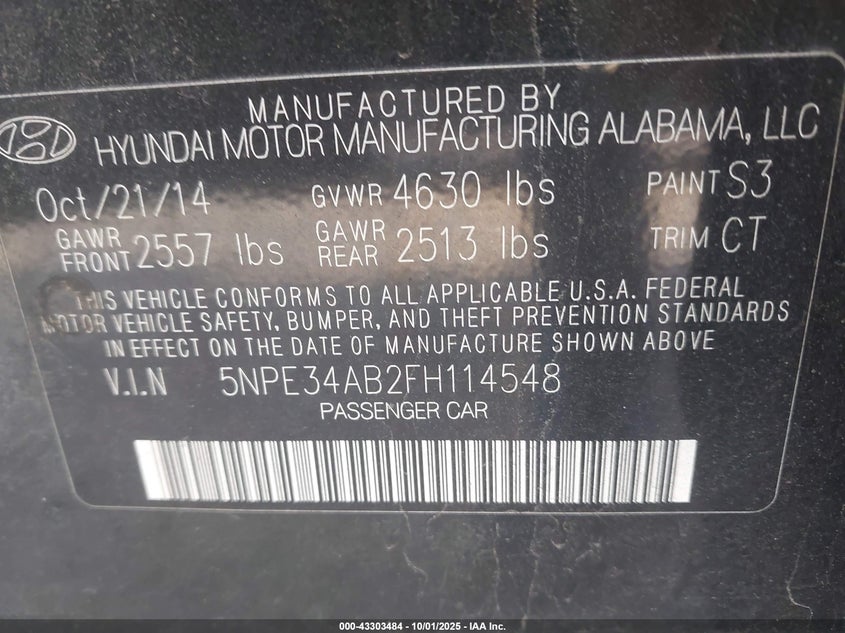 MANUFACTURED BY
HYUNDAI MOTOR MANUFACTURING ALABAMA, LLC
Oct/21/14 GVWR 4630 lbs PAINT S3
GAWR FRONT 2557 lbs GAWR REAR 2513 lbs TRIM CT
THIS VEHICLE CONFORMS TO ALL APPLICABLE U.S.A. FEDERAL
MOTOR VEHICLE SAFETY, BUMPER, AND THEFT PREVENTION STANDARDS
IN EFFECT ON THE DATE OF MANUFACTURE SHOWN ABOVE
V.I.N 5NPE34AB2FH114548
PASSENGER CAR
000-43303484 - 10/01/2025 - IAA Inc.